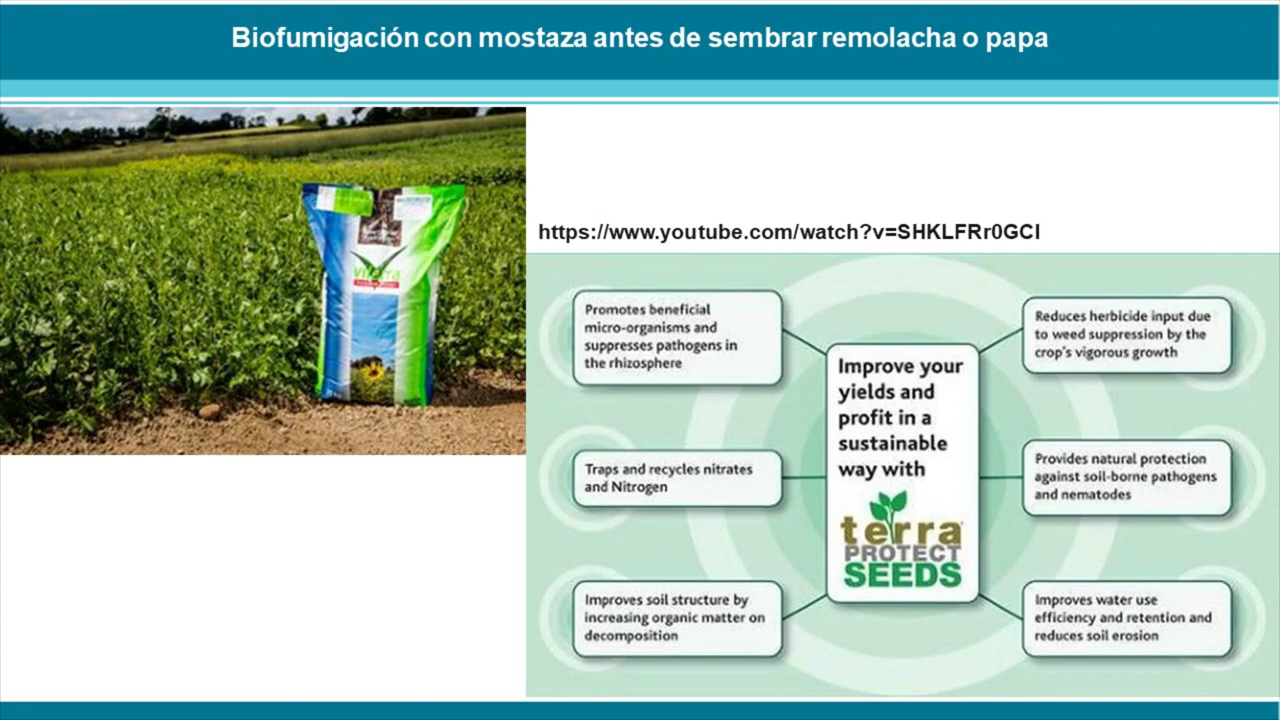 Biofumigación con mostaza antes de sembrar remolacha o papa
https://www.youtube.com/watch?v=SHKLFRr0GCI
Promotes beneficial
micro-organisms and
suppresses pathogens in
the rhizosphere
Traps and recycles nitrates
and Nitrogen
Improves soil structure by
increasing organic matter on
decomposition
Improve your
yields and
profit in a
sustainable
way with
terra
PROTECT
SEEDS
Reduces herbicide input due
to weed suppression by the
crop's vigorous growth
Provides natural protection
against soil-borne pathogens
and nematodes
Improves water use
efficiency and retention and
reduces soil erosion